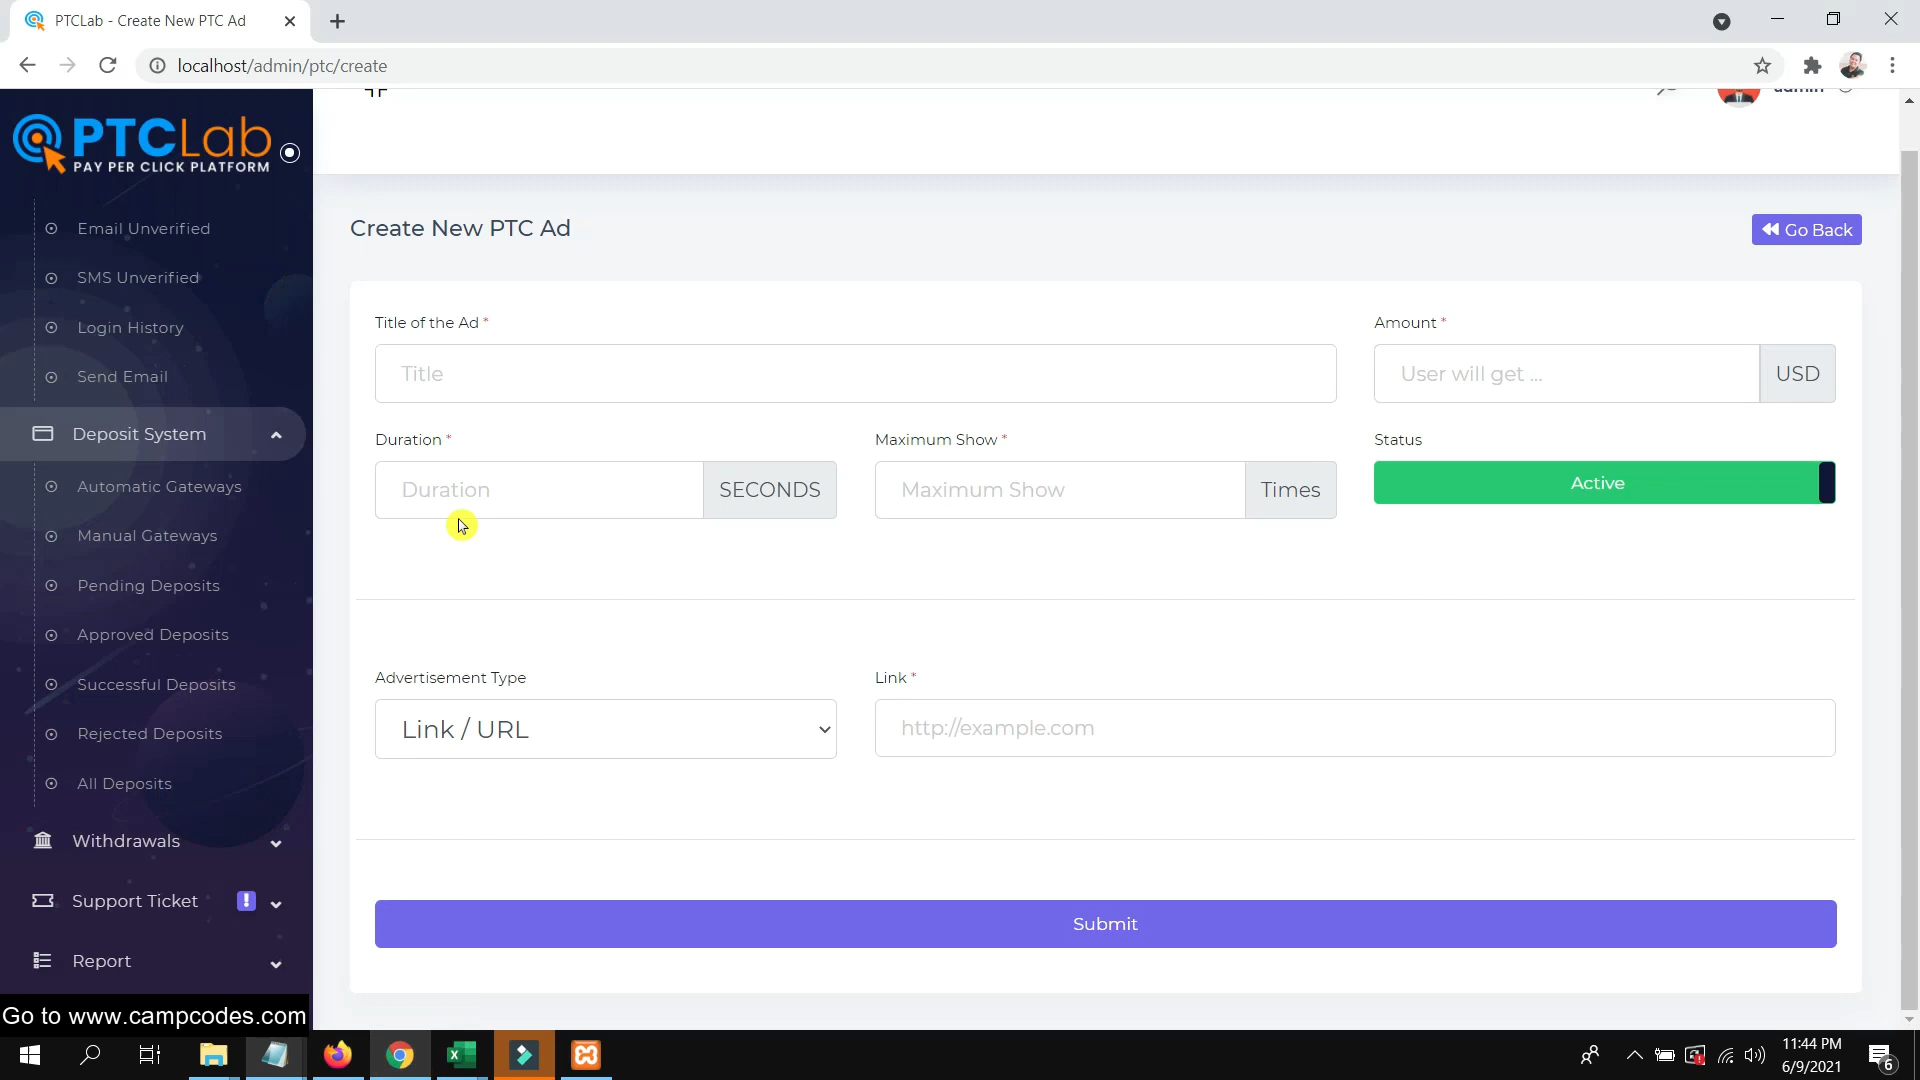 PTCLab - Create New PTC Ad
localhost/admin/ptc/create
PTCLab
PAY PER CLICK PLATFORM
Email Unverified
SMS Unverified
Login History
Send Email
Deposit System
Automatic Gateways
Manual Gateways
Pending Deposits
Approved Deposits
Successful Deposits
Rejected Deposits
All Deposits
Withdrawals
Support Ticket !
Report
Go to www.campcodes.com
admin
Create New PTC Ad
Go Back
Title of the Ad *
Title
Amount *
User will get ...
USD
Duration *
Duration
SECONDS
Maximum Show *
Maximum Show
Times
Status
Active
Advertisement Type
Link / URL
Link *
http://example.com
Submit
11:44 PM
6/9/2021
6